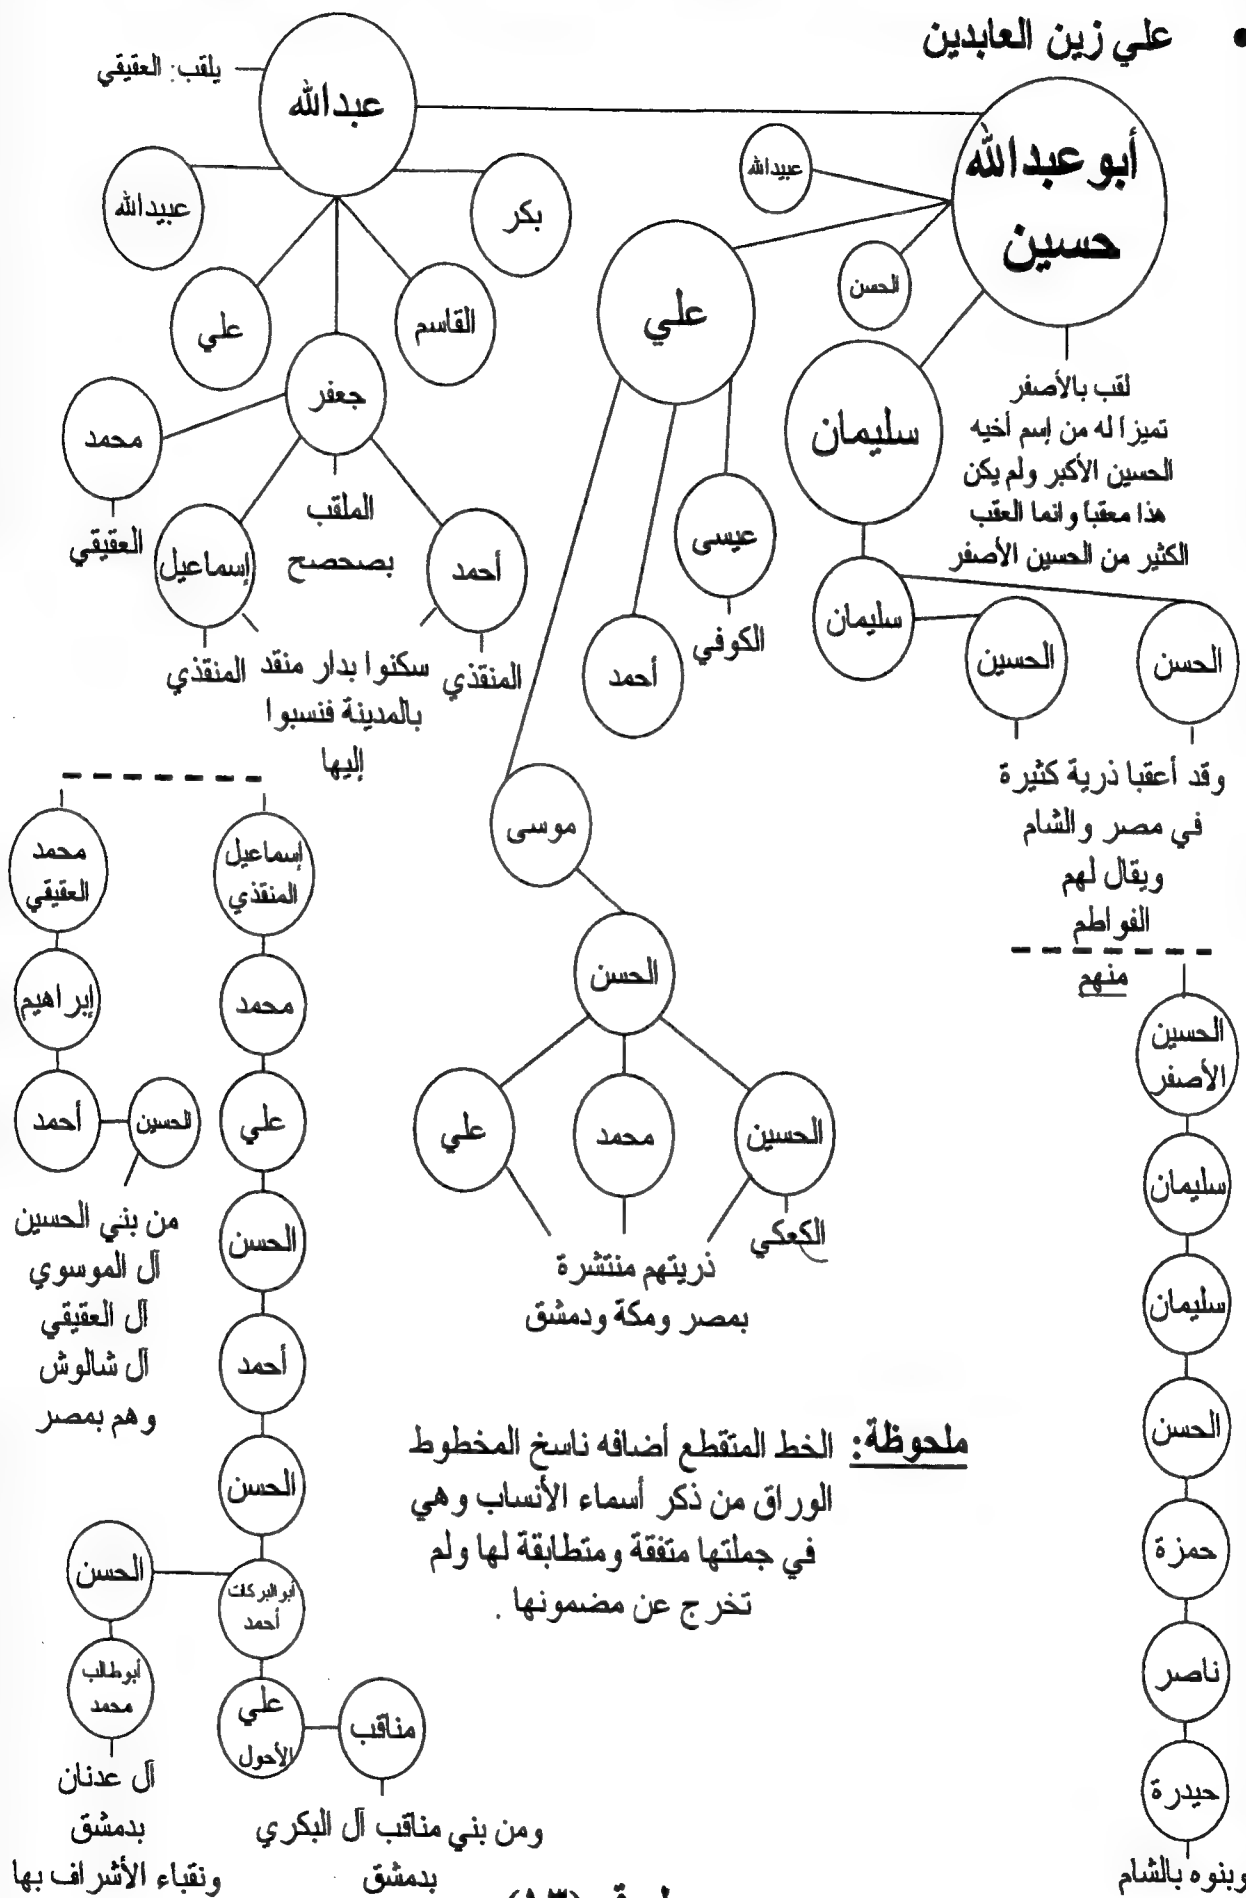 علي زين العابدين
أبو عبدالله
حسين
لقب بالأصفر
تميزا له من إسم أخيه
الحسين الأكبر ولم يكن
هذا معقباً وانما العقب
الكثير من الحسين الأصفر
عبدالله
يلقب: العقيقي
بكر
القاسم
جعفر
علي
عبيدالله
الملقب
بصحصح
أحمد
المنقذي
إسماعيل
المنقذي
سكنوا بدار منقد
بالمدينة فنسبوا
إليها
محمد
العقيقي
عبيدالله
الحسن
علي
عيسى
الكوفي
أحمد
موسى
الحسن
الحسين
الكعكي
محمد
علي
ذريتهم منتشرة
بمصر ومكة ودمشق
سليمان
سليمان
الحسن
الحسين
وقد أعقبا ذرية كثيرة
في مصر والشام
ويقال لهم
الفواطم
منهم
الحسين
الأصفر
سليمان
سليمان
الحسن
حمزة
ناصر
حيدرة
وبنوه بالشام
إسماعيل
المنقذي
محمد
علي
الحسن
أحمد
الحسن
أبوالبركات
أحمد
علي
الأحول
مناقب
ومن بني مناقب آل البكري
بدمشق
الحسن
أبوطالب
محمد
آل عدنان
بدمشق
ونقباء الأشراف بها
محمد
العقيقي
إبراهيم
أحمد
الحسين
من بني الحسين
آل الموسوي
آل العقيقي
آل شالوش
وهم بمصر
ملحوظة: الخط المتقطع أضافه ناسخ المخطوط
الوراق من ذكر أسماء الأنساب وهي
في جملتها متفقة ومتطابقة لها ولم
تخرج عن مضمونها .